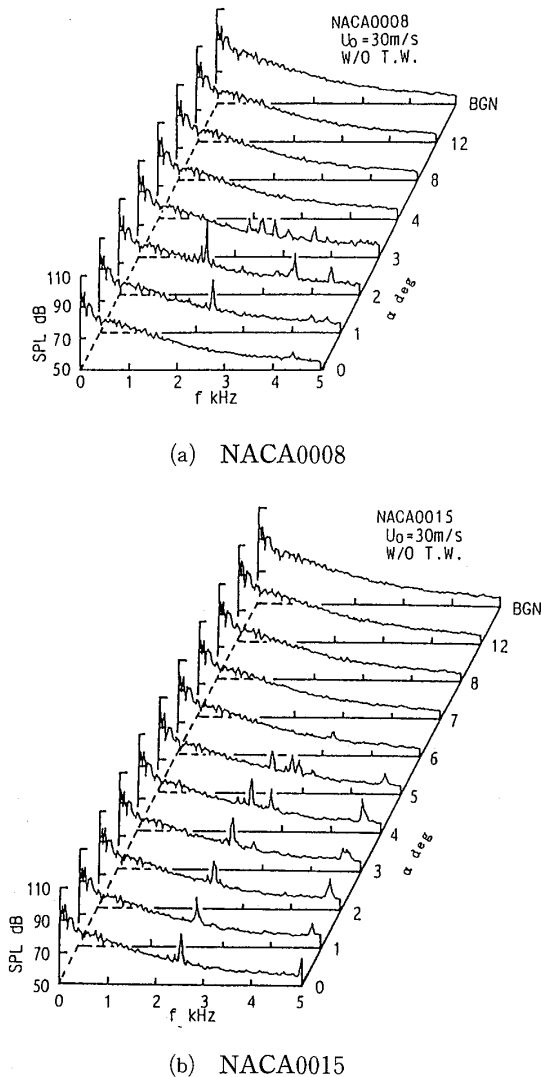 NACA0008
U0=30m/s
W/O T.W.
BGN
12
8
4
3
2
1
0
α deg
110
90
70
50
SPL dB
0 1 2 3 4 5
f kHz
(a) NACA0008
NACA0015
U0=30m/s
W/O T.W.
BGN
12
8
7
6
5
4
3
2
1
0
α deg
110
90
70
50
SPL dB
0 1 2 3 4 5
f kHz
(b) NACA0015